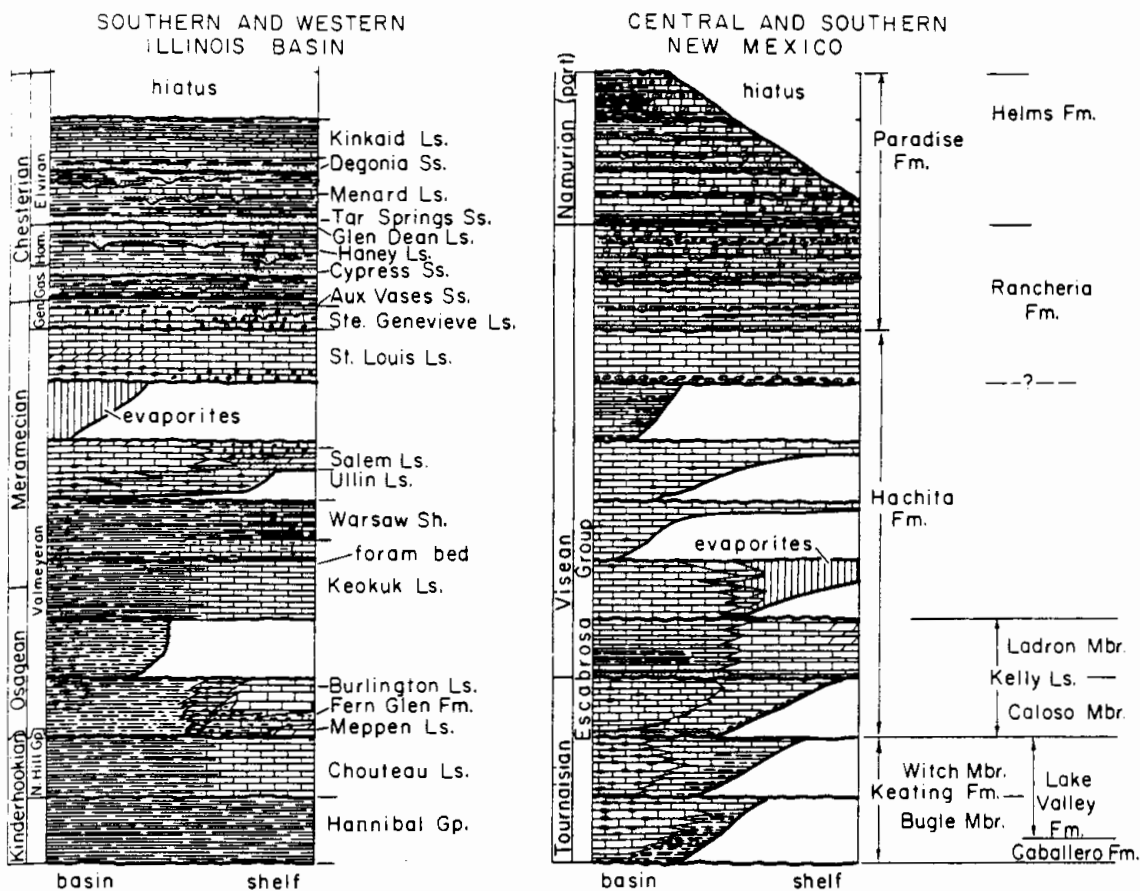 SOUTHERN AND WESTERN
ILLINOIS BASIN
hiatus
Chesterian
Elviran
Hom.
Gas
Gen
Meramecian
Valmeyeran
Osagean
Kinderhookian
N. Hill Gp
Kinkaid Ls.
Degonia Ss.
Menard Ls.
Tar Springs Ss.
Glen Dean Ls.
Haney Ls.
Cypress Ss.
Aux Vases Ss.
Ste. Genevieve Ls.
St. Louis Ls.
evaporites
Salem Ls.
Ullin Ls.
Warsaw Sh.
foram bed
Keokuk Ls.
Burlington Ls.
Fern Glen Fm.
Meppen Ls.
Chouteau Ls.
Hannibal Gp.
basin shelf
CENTRAL AND SOUTHERN
NEW MEXICO
hiatus
Namurian (part)
Visean
Tournaisian
Escabrosa Group
evaporites
Paradise
Fm.
Hachita
Fm.
Helms Fm.
Rancheria
Fm.
--?--
Ladron Mbr.
Kelly Ls.
Caloso Mbr.
Witch Mbr.
Keating Fm.
Bugle Mbr.
Lake
Valley
Fm.
Caballero Fm.
basin shelf